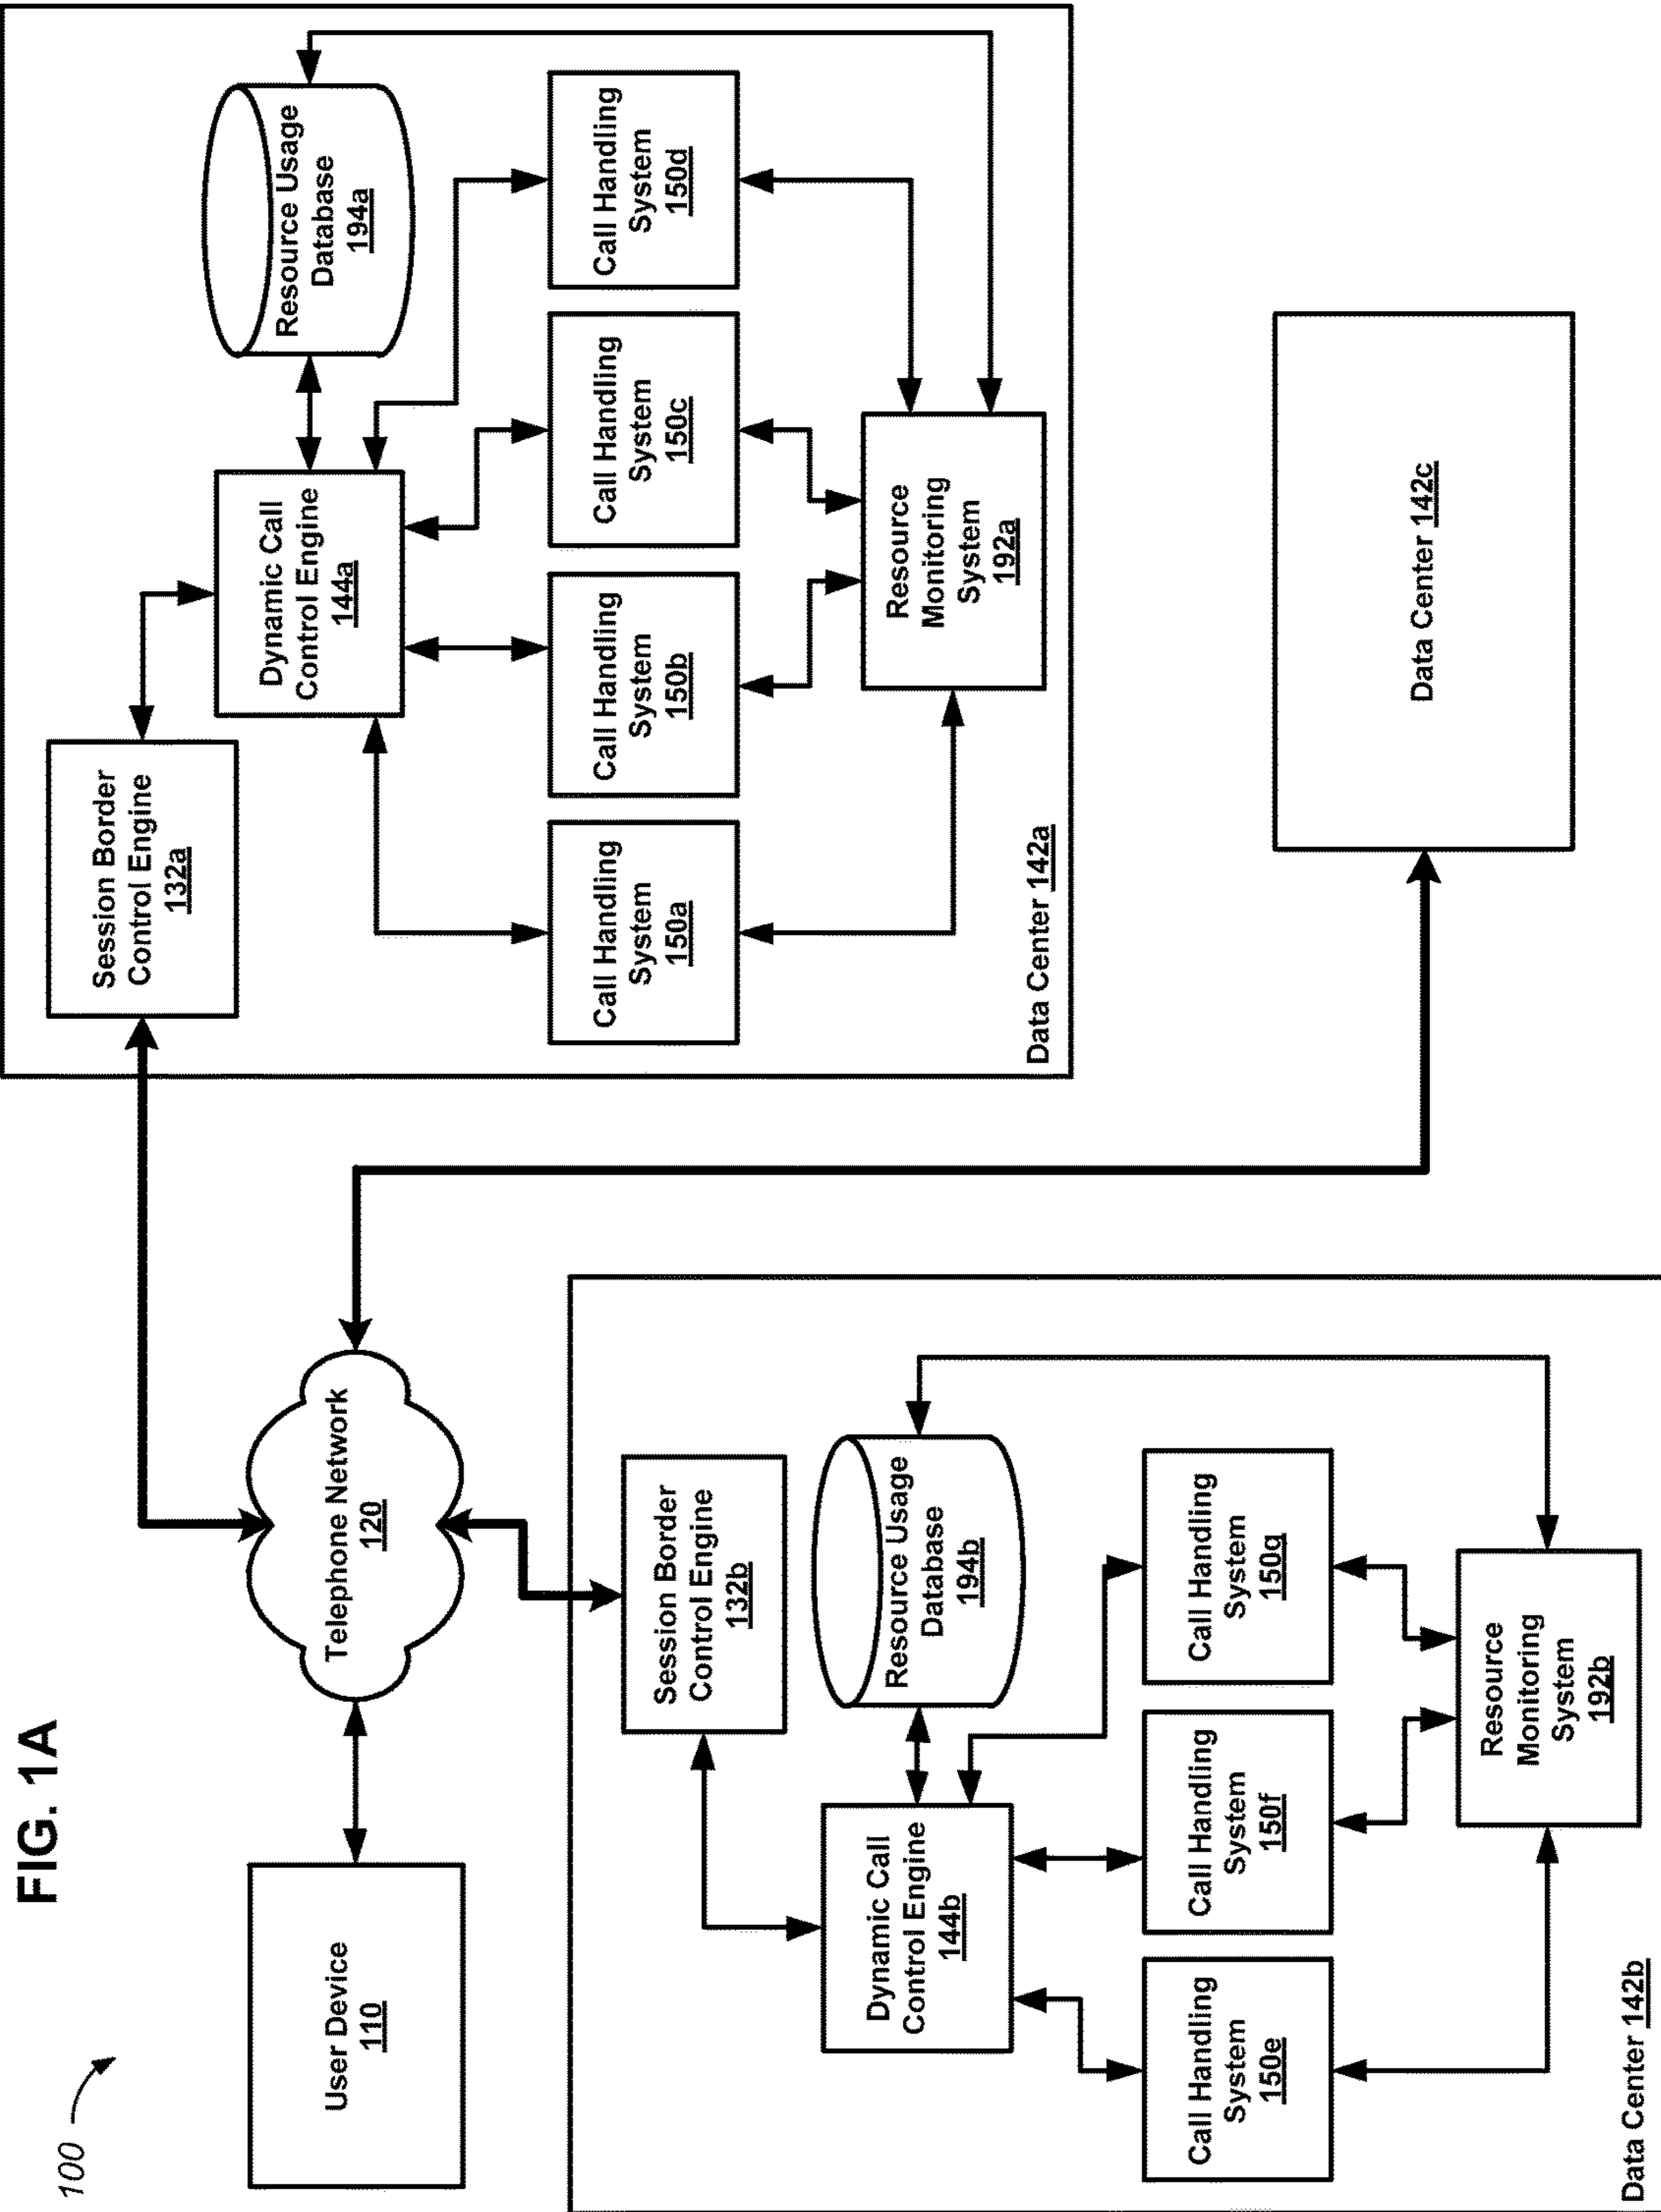 FIG. 1A
100
User Device
110
Telephone Network
120
Session Border
Control Engine
132a
Dynamic Call
Control Engine
144a
Resource Usage
Database
194a
Call Handling
System
150a
Call Handling
System
150b
Call Handling
System
150c
Call Handling
System
150d
Resource
Monitoring
System
192a
Data Center 142a
Session Border
Control Engine
132b
Dynamic Call
Control Engine
144b
Resource Usage
Database
194b
Call Handling
System
150e
Call Handling
System
150f
Call Handling
System
150g
Resource
Monitoring
System
192b
Data Center 142b
Data Center 142c